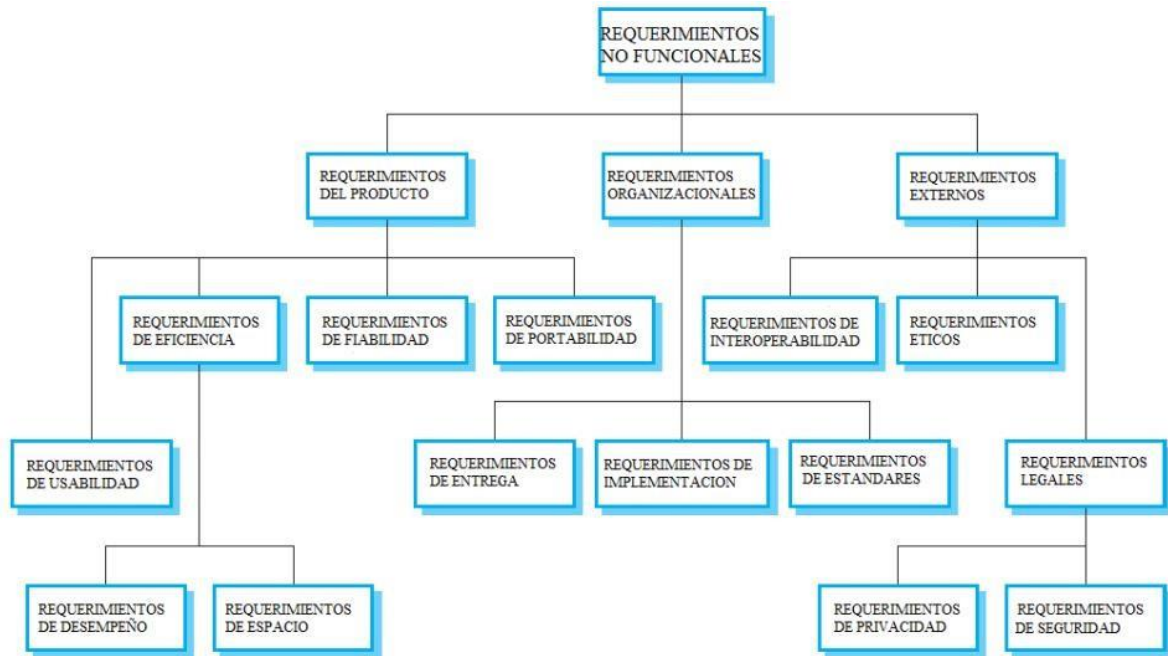 REQUERIMIENTOS
NO FUNCIONALES
REQUERIMIENTOS
DEL PRODUCTO
REQUERIMIENTOS
ORGANIZACIONALES
REQUERIMIENTOS
EXTERNOS
REQUERIMIENTOS
DE EFICIENCIA
REQUERIMIENTOS
DE FIABILIDAD
REQUERIMIENTOS
DE PORTABILIDAD
REQUERIMIENTOS DE
INTEROPERABILIDAD
REQUERIMIENTOS
ETICOS
REQUERIMIENTOS
DE USABILIDAD
REQUERIMIENTOS
DE ENTREGA
REQUERIMIENTOS DE
IMPLEMENTACION
REQUERIMIENTOS
DE ESTANDARES
REQUERIMEINTOS
LEGALES
REQUERIMIENTOS
DE DESEMPEÑO
REQUERIMIENTOS
DE ESPACIO
REQUERIMIENTOS
DE PRIVACIDAD
REQUERIMIENTOS
DE SEGURIDAD